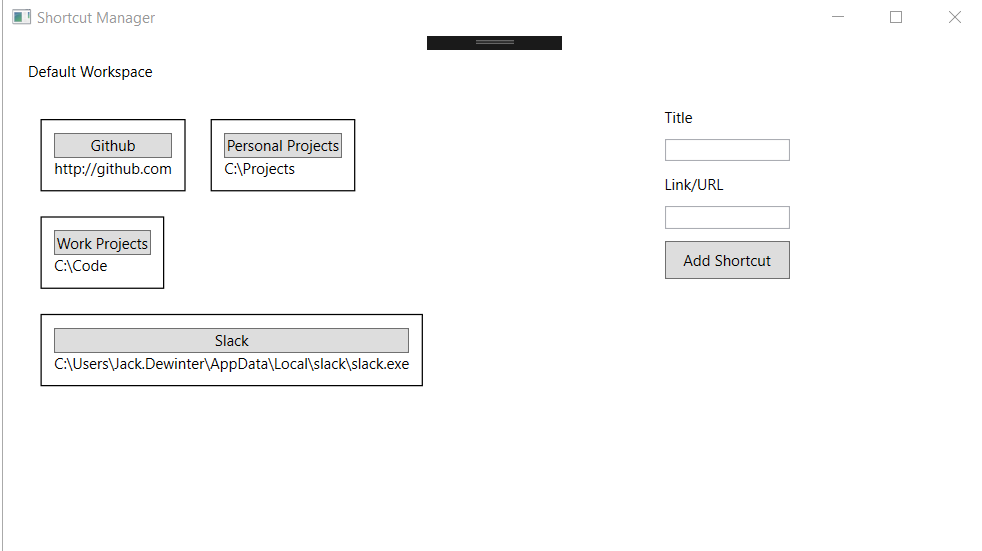 Shortcut Manager
Default Workspace
Github
http://github.com
Personal Projects
C:\Projects
Work Projects
C:\Code
Slack
C:\Users\Jack.Dewinter\AppData\Local\slack\slack.exe
Title
Link/URL
Add Shortcut